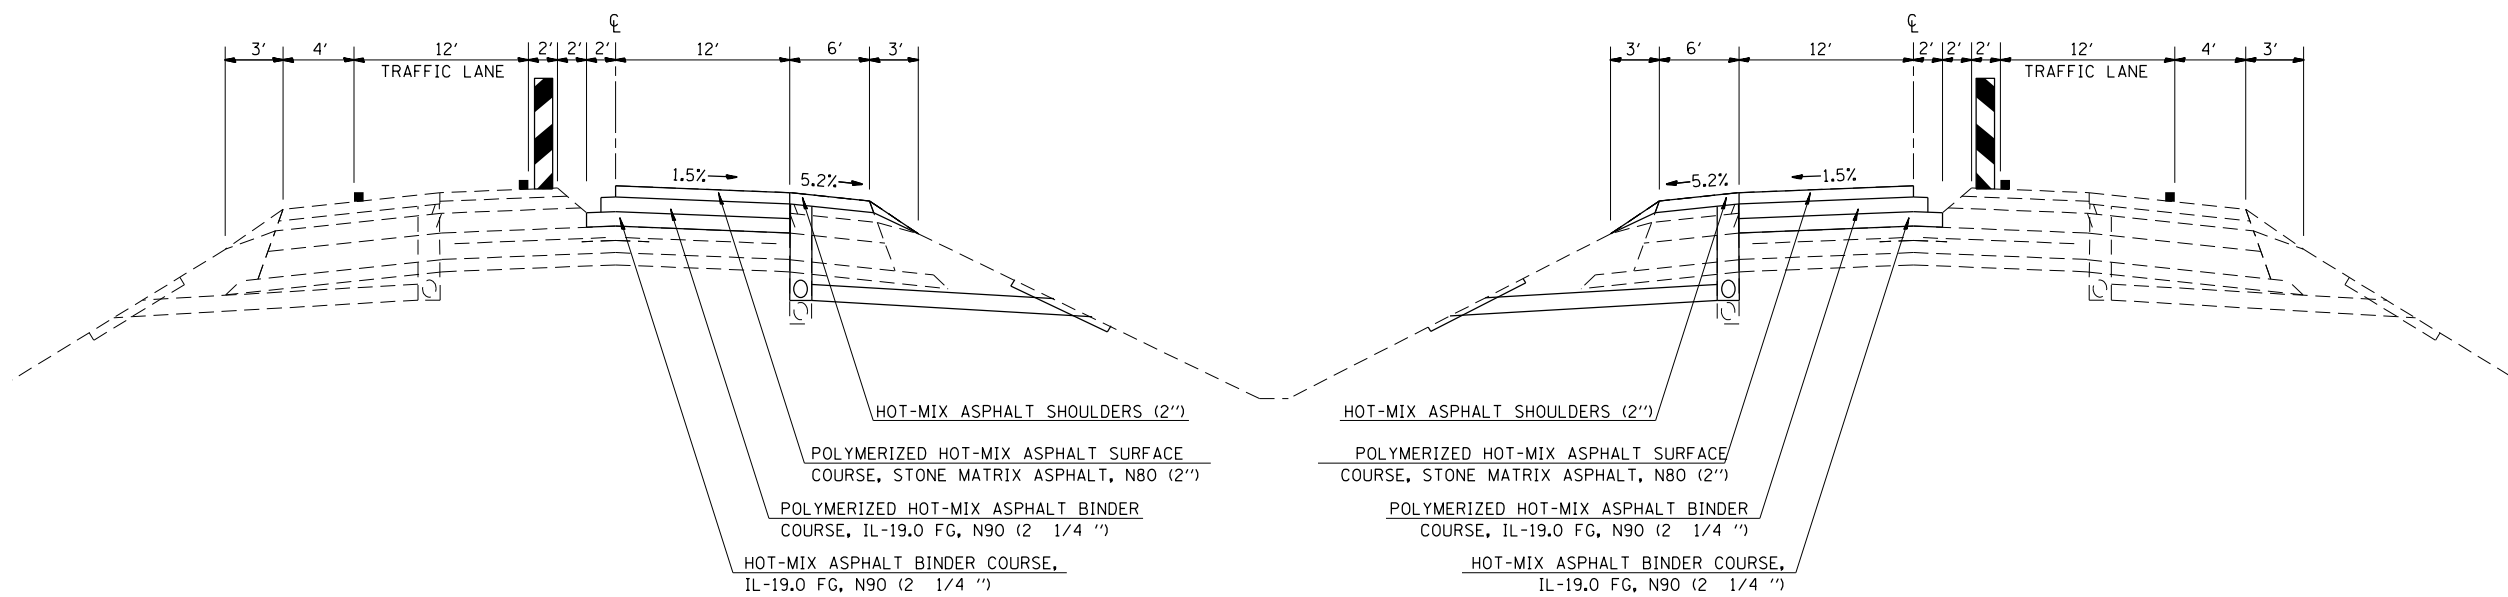 ℄ ℄
3' 4' 12' 2' 2' 2' 12' 6' 3' 3' 6' 12' 2' 2' 2' 12' 4' 3'
TRAFFIC LANE TRAFFIC LANE
1.5% 5.2% 5.2% 1.5%
HOT-MIX ASPHALT SHOULDERS (2")
POLYMERIZED HOT-MIX ASPHALT SURFACE
COURSE, STONE MATRIX ASPHALT, N80 (2")
POLYMERIZED HOT-MIX ASPHALT BINDER
COURSE, IL-19.0 FG, N90 (2 1/4 ")
HOT-MIX ASPHALT BINDER COURSE,
IL-19.0 FG, N90 (2 1/4 ")
HOT-MIX ASPHALT SHOULDERS (2")
POLYMERIZED HOT-MIX ASPHALT SURFACE
COURSE, STONE MATRIX ASPHALT, N80 (2")
POLYMERIZED HOT-MIX ASPHALT BINDER
COURSE, IL-19.0 FG, N90 (2 1/4 ")
HOT-MIX ASPHALT BINDER COURSE,
IL-19.0 FG, N90 (2 1/4 ")